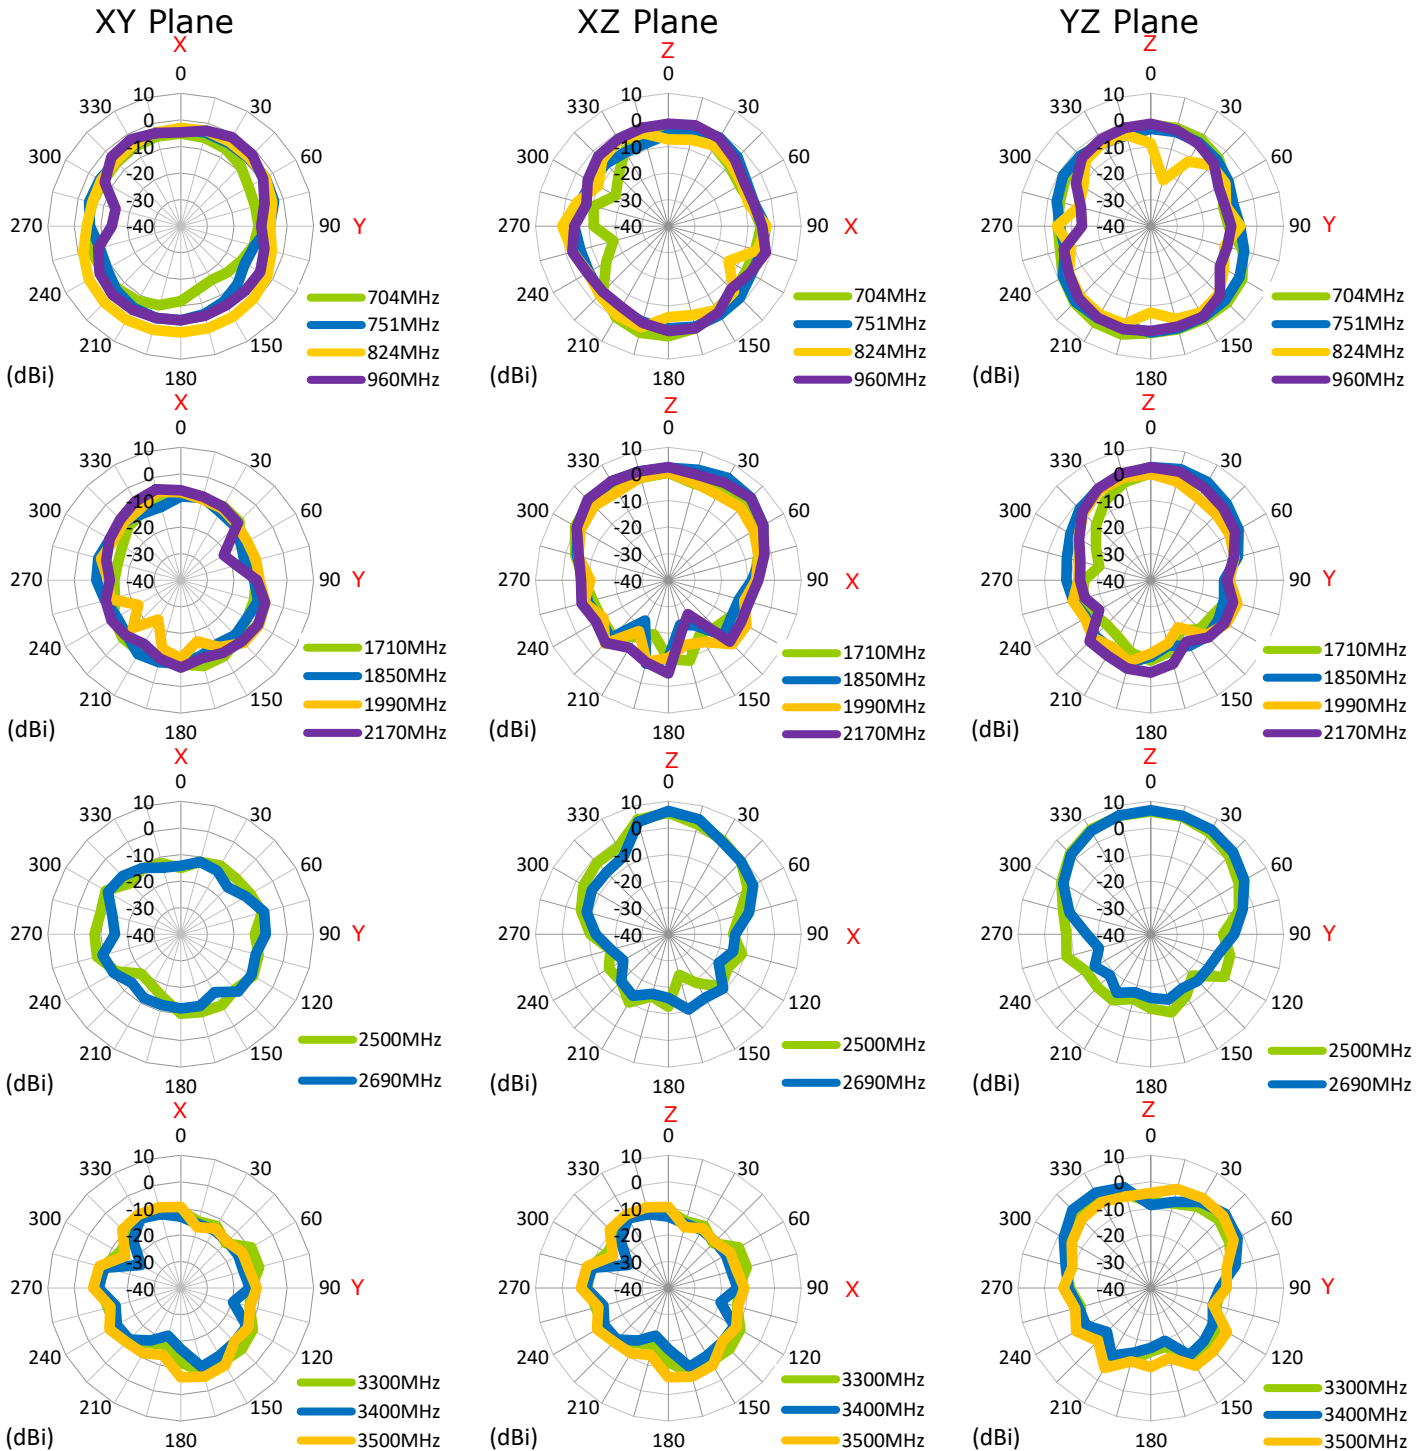 XY Plane
X
0
30
60
90
Y
150
180
210
240
270
300
330
10
0
-10
-20
-30
-40
704MHz
751MHz
824MHz
960MHz
(dBi)
XZ Plane
Z
0
30
60
90
X
150
180
210
240
270
300
330
10
0
-10
-20
-30
-40
704MHz
751MHz
824MHz
960MHz
(dBi)
YZ Plane
Z
0
30
60
90
Y
150
180
210
240
270
300
330
10
0
-10
-20
-30
-40
704MHz
751MHz
824MHz
960MHz
(dBi)
X
0
30
60
90
Y
150
180
210
240
270
300
330
10
0
-10
-20
-30
-40
1710MHz
1850MHz
1990MHz
2170MHz
(dBi)
Z
0
30
60
90
X
150
180
210
240
270
300
330
10
0
-10
-20
-30
-40
1710MHz
1850MHz
1990MHz
2170MHz
(dBi)
Z
0
30
60
90
Y
150
180
210
240
270
300
330
10
0
-10
-20
-30
-40
1710MHz
1850MHz
1990MHz
2170MHz
(dBi)
X
0
30
60
90
Y
120
150
180
210
240
270
300
330
10
0
-10
-20
-30
-40
2500MHz
2690MHz
(dBi)
Z
0
30
60
90
X
120
150
180
210
240
270
300
330
10
0
-10
-20
-30
-40
2500MHz
2690MHz
(dBi)
Z
0
30
60
90
Y
120
150
180
210
240
270
300
330
10
0
-10
-20
-30
-40
2500MHz
2690MHz
(dBi)
X
0
30
60
90
Y
120
150
180
210
240
270
300
330
10
0
-10
-20
-30
-40
3300MHz
3400MHz
3500MHz
(dBi)
Z
0
30
60
90
X
120
150
180
210
240
270
300
330
10
0
-10
-20
-30
-40
3300MHz
3400MHz
3500MHz
(dBi)
Z
0
30
60
90
Y
120
150
180
210
240
270
300
330
10
0
-10
-20
-30
-40
3300MHz
3400MHz
3500MHz
(dBi)